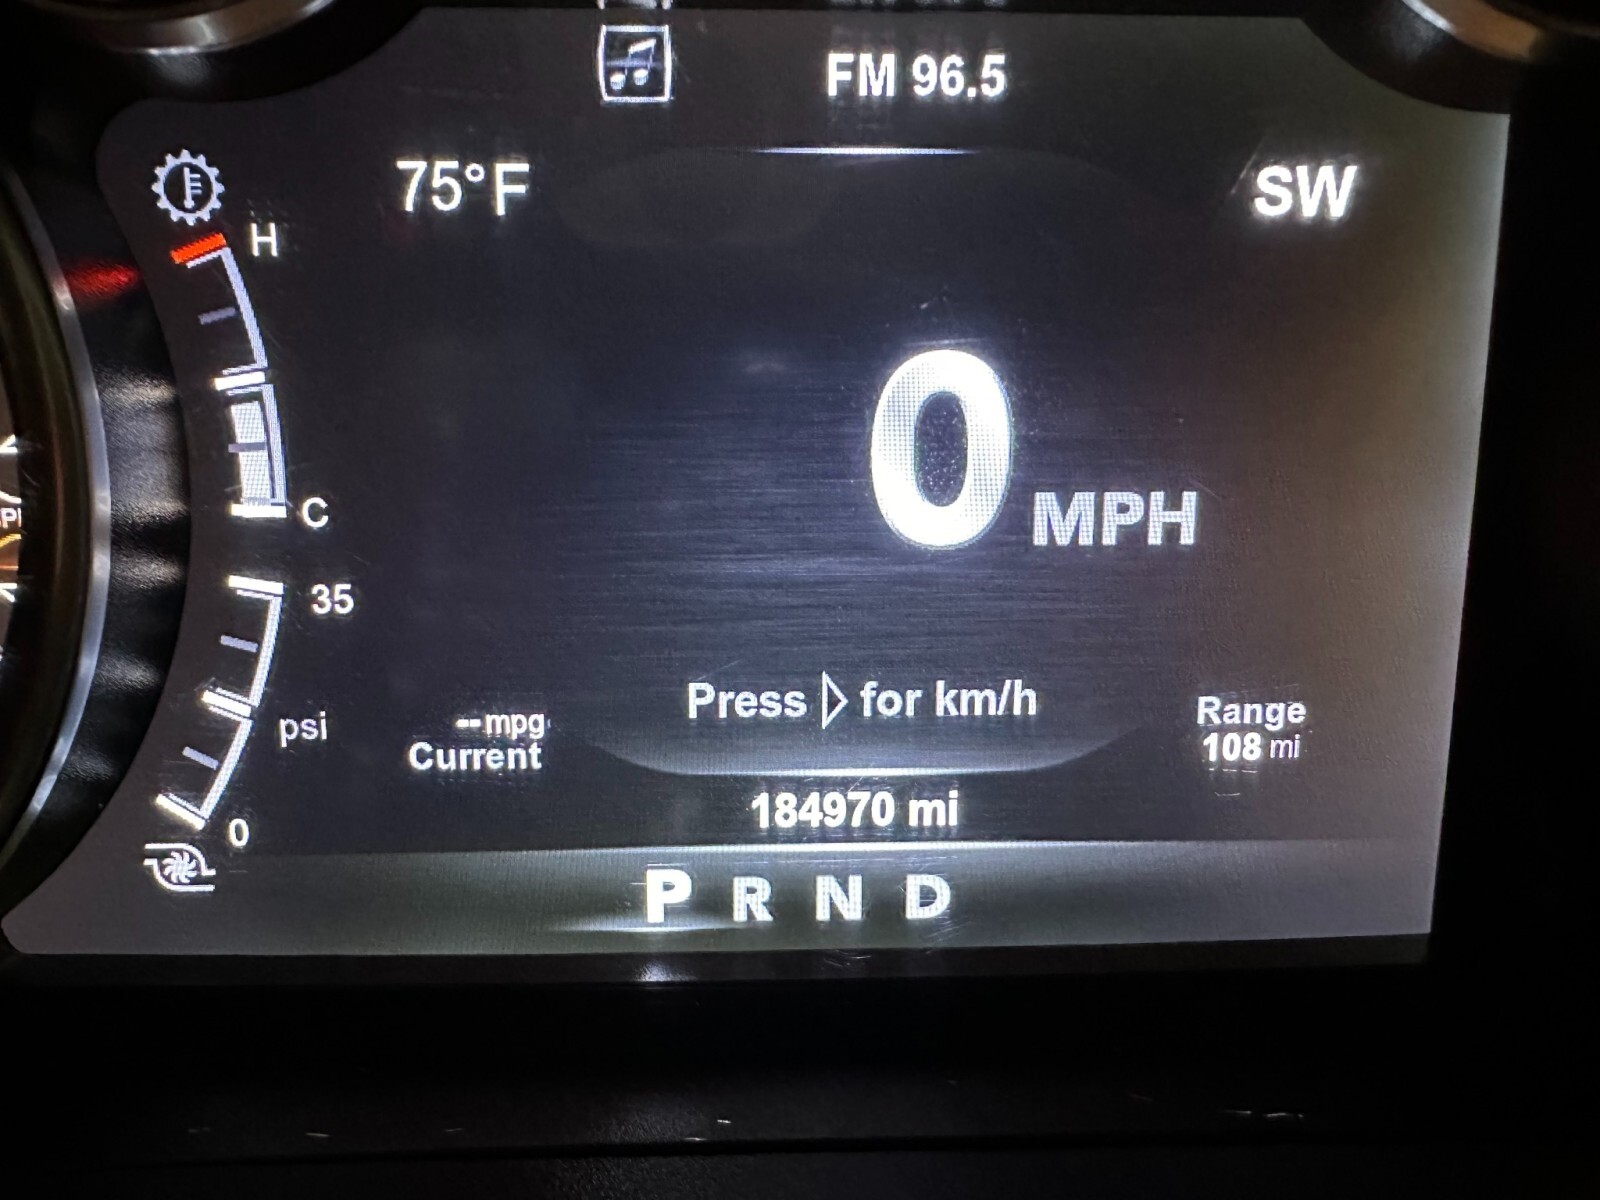 FM 96.5
75°F
SW
H
C
0 MPH
35
psi
0
Press ▷ for km/h
--mpg
Current
Range
108 mi
184970 mi
P R N D